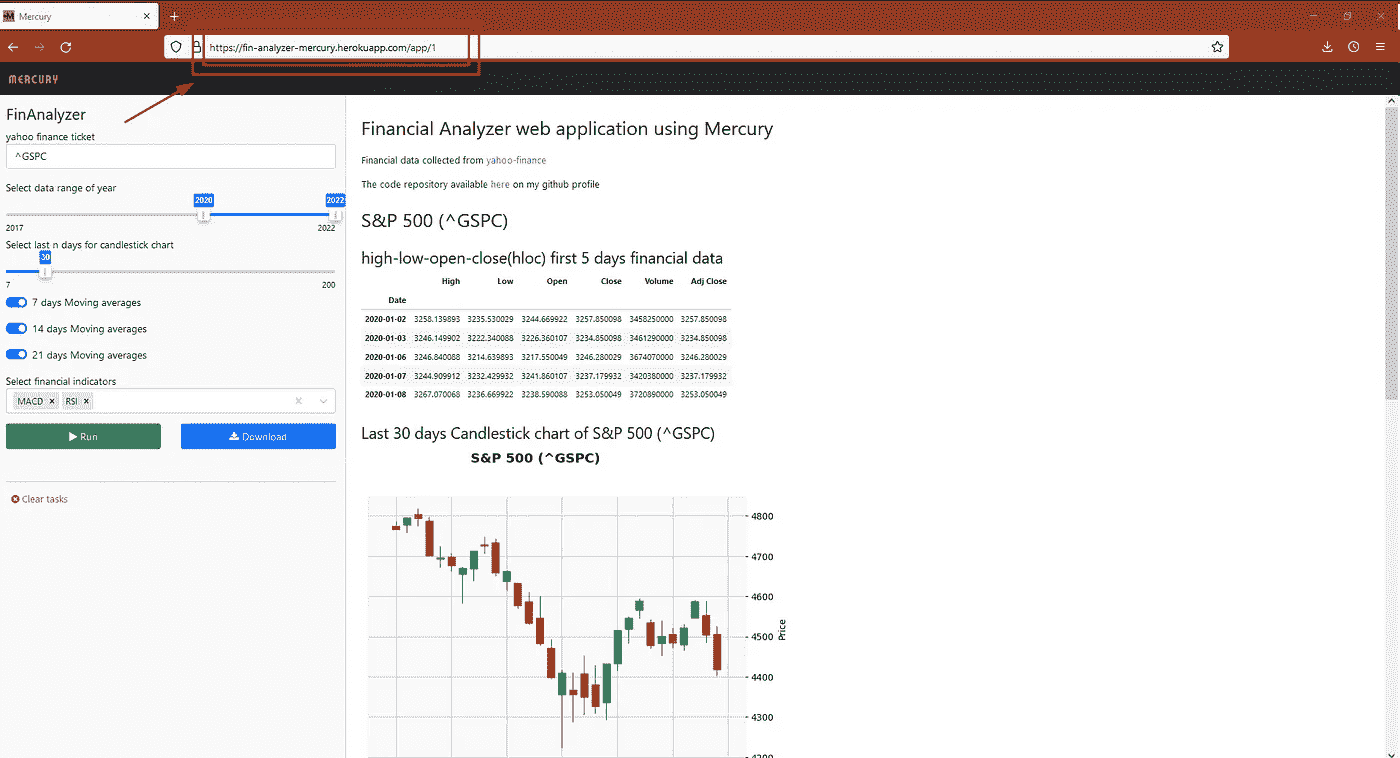 Mercury
https://fin-analyzer-mercury.herokuapp.com/app/1
MERCURY
FinAnalyzer
yahoo finance ticket
^GSPC
Select data range of year
2020 2022
2017 2022
Select last n days for candlestick chart
30
7 200
7 days Moving averages
14 days Moving averages
21 days Moving averages
Select financial indicators
MACD RSI
Run Download
Clear tasks
Financial Analyzer web application using Mercury
Financial data collected from yahoo-finance
The code repository available here on my github profile
S&P 500 (^GSPC)
high-low-open-close(hloc) first 5 days financial data
High Low Open Close Volume Adj Close
Date
2020-01-02 3258.139893 3235.530029 3244.669922 3257.850098 3458250000 3257.850098
2020-01-03 3246.149902 3222.340088 3226.360107 3234.850098 3461290000 3234.850098
2020-01-06 3246.840088 3214.639893 3217.550049 3246.280029 3674070000 3246.280029
2020-01-07 3244.909912 3232.429932 3241.860107 3237.179932 3420380000 3237.179932
2020-01-08 3267.070068 3236.669922 3238.590088 3253.050049 3720890000 3253.050049
Last 30 days Candlestick chart of S&P 500 (^GSPC)
S&P 500 (^GSPC)
4800
4700
4600
4500
Price
4400
4300
4200